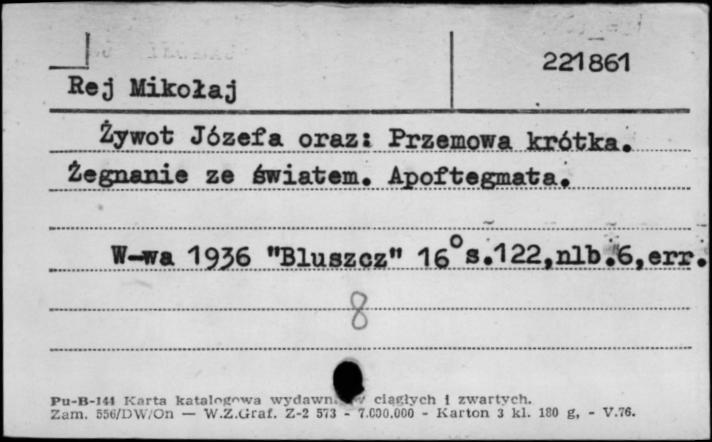 221861
Rej Mikołaj
Żywot Józefa oraz: Przemowa krótka.
Żegnanie ze światem. Apoftegmata.
W-wa 1936 "Bluszcz" 16° s.122,nlb.6,err.
8
Pu-B-144 Karta katalogowa ciągłych i zwartych.
Zam. 556/DW/On — W.Z.Graf. Z-2 573 - 7.000.000 - Karton 3 kl. 180 g, - V.76.